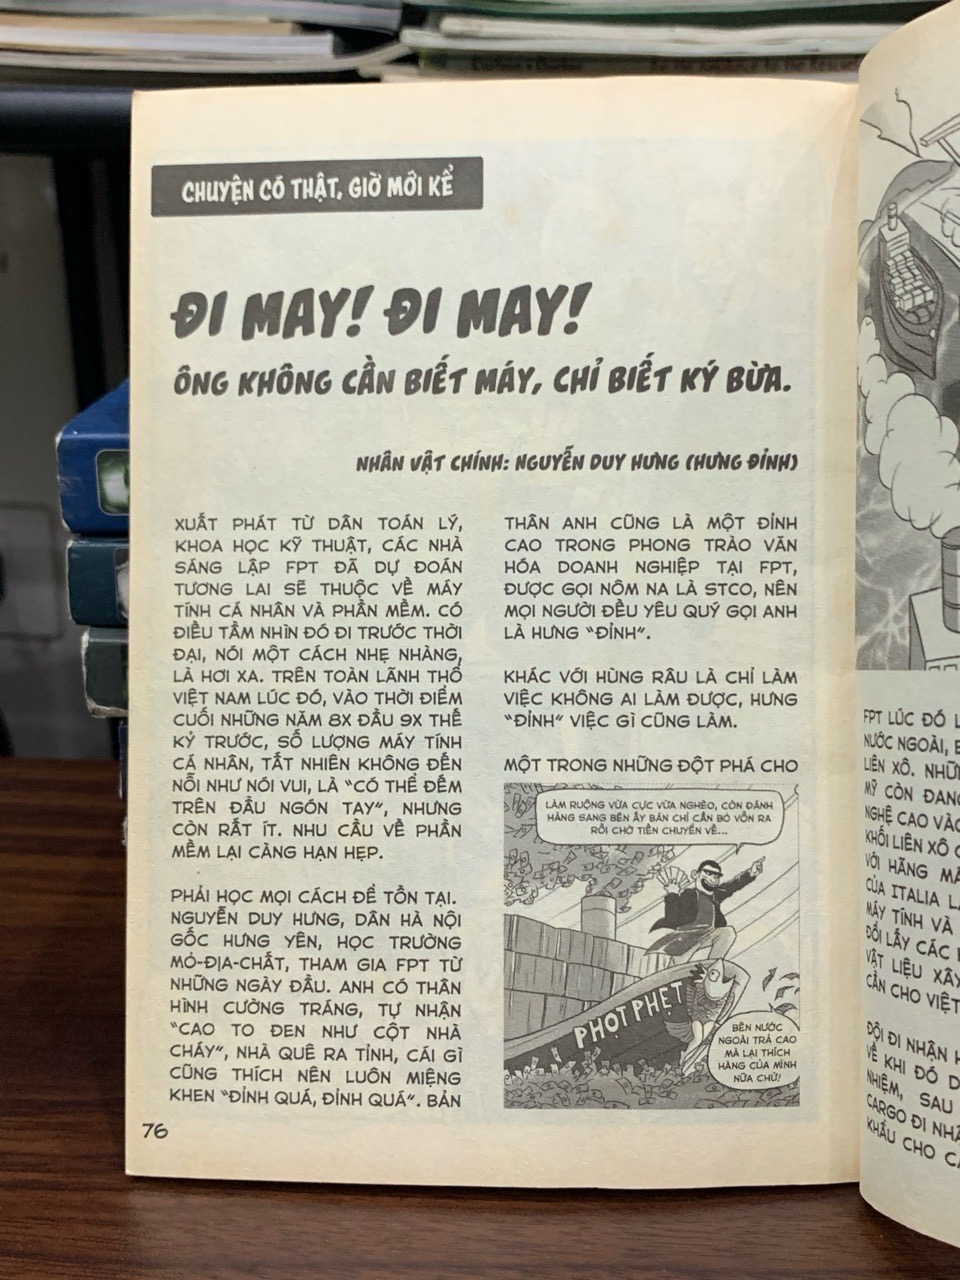 CHUYỆN CÓ THẬT, GIỜ MỚI KỂ
ĐI MAY! ĐI MAY!
ÔNG KHÔNG CẦN BIẾT MÁY, CHỈ BIẾT KÝ BỪA.
NHÂN VẬT CHÍNH: NGUYỄN DUY HƯNG (HƯNG ĐỈNH)
XUẤT PHÁT TỪ DÂN TOÁN LÝ,
KHOA HỌC KỸ THUẬT, CÁC NHÀ
SÁNG LẬP FPT ĐÃ DỰ ĐOÁN
TƯƠNG LAI SẼ THUỘC VỀ MÁY
TÍNH CÁ NHÂN VÀ PHẦN MỀM. CÓ
ĐIỀU TẦM NHÌN ĐÓ ĐI TRƯỚC THỜI
ĐẠI, NÓI MỘT CÁCH NHẸ NHÀNG,
LÀ HƠI XA. TRÊN TOÀN LÃNH THỔ
VIỆT NAM LÚC ĐÓ, VÀO THỜI ĐIỂM
CUỐI NHỮNG NĂM 8X ĐẦU 9X THẾ
KỶ TRƯỚC, SỐ LƯỢNG MÁY TÍNH
CÁ NHÂN, TẤT NHIÊN KHÔNG ĐẾN
NỖI NHƯ NÓI VUI, LÀ "CÓ THỂ ĐẾM
TRÊN ĐẦU NGÓN TAY", NHƯNG
CÒN RẤT ÍT. NHU CẦU VỀ PHẦN
MỀM LẠI CÀNG HẠN HẸP.
PHẢI HỌC MỌI CÁCH ĐỂ TỒN TẠI.
NGUYỄN DUY HƯNG, DÂN HÀ NỘI
GỐC HƯNG YÊN, HỌC TRƯỜNG
MỎ-ĐỊA-CHẤT, THAM GIA FPT TỪ
NHỮNG NGÀY ĐẦU. ANH CÓ THÂN
HÌNH CƯỜNG TRÁNG, TỰ NHẬN
"CAO TO ĐEN NHƯ CỘT NHÀ
CHÁY", NHÀ QUÊ RA TỈNH, CÁI GÌ
CŨNG THÍCH NÊN LUÔN MIỆNG
KHEN "ĐỈNH QUÁ, ĐỈNH QUÁ". BẢN
THÂN ANH CŨNG LÀ MỘT ĐỈNH
CAO TRONG PHONG TRÀO VĂN
HÓA DOANH NGHIỆP TẠI FPT,
ĐƯỢC GỌI NÔM NA LÀ STCO, NÊN
MỌI NGƯỜI ĐỀU YÊU QUÝ GỌI ANH
LÀ HƯNG "ĐỈNH".
KHÁC VỚI HÙNG RÂU LÀ CHỈ LÀM
VIỆC KHÔNG AI LÀM ĐƯỢC, HƯNG
"ĐỈNH" VIỆC GÌ CŨNG LÀM.
MỘT TRONG NHỮNG ĐỘT PHÁ CHO
LÀM RUỘNG VỪA CỰC VỪA NGHÈO, CÒN ĐÁNH
HÀNG SANG BÊN ẤY BÁN CHỈ CẦN BỎ VỐN RA
RỒI CHỜ TIỀN CHUYỂN VỀ...
PHỌT PHẸT
BÊN NƯỚC
NGOÀI TRẢ CAO
MÀ LẠI THÍCH
HÀNG CỦA MÌNH
NỮA CHỨ!
76
FPT LÚC ĐÓ
NƯỚC NGOÀI,
LIÊN XÔ.
MỸ CÒN ĐANG
NGHỆ CAO VÀO
KHỐI LIÊN XÔ
VỚI HÃNG
CỦA ITALIA
MÁY TÍNH VÀ
ĐỔI LẤY CÁC
VẬT LIỆU XÂY
CẦN CHO VIỆT
ĐỘI ĐI NHẬN
VỀ KHI ĐÓ
NHIỆM, SAU
CARGO ĐI
KHẨU CHO